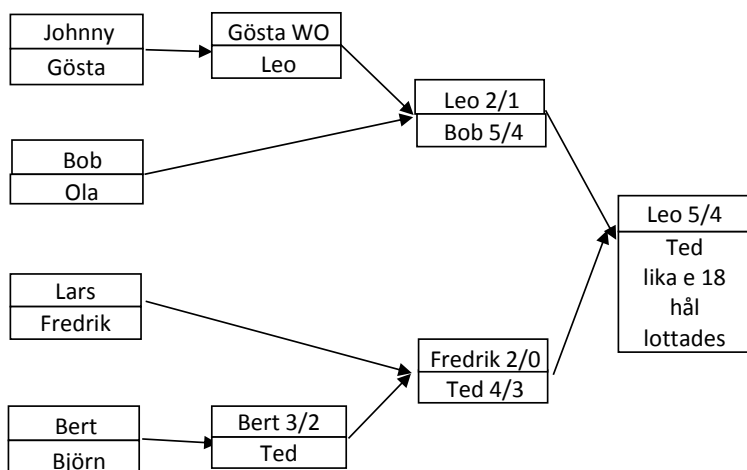 Johnny
Gösta
Gösta WO
Leo
Leo 2/1
Bob 5/4
Bob
Ola
Leo 5/4
Ted
lika e 18
hål
lottades
Lars
Fredrik
Fredrik 2/0
Ted 4/3
Bert
Björn
Bert 3/2
Ted